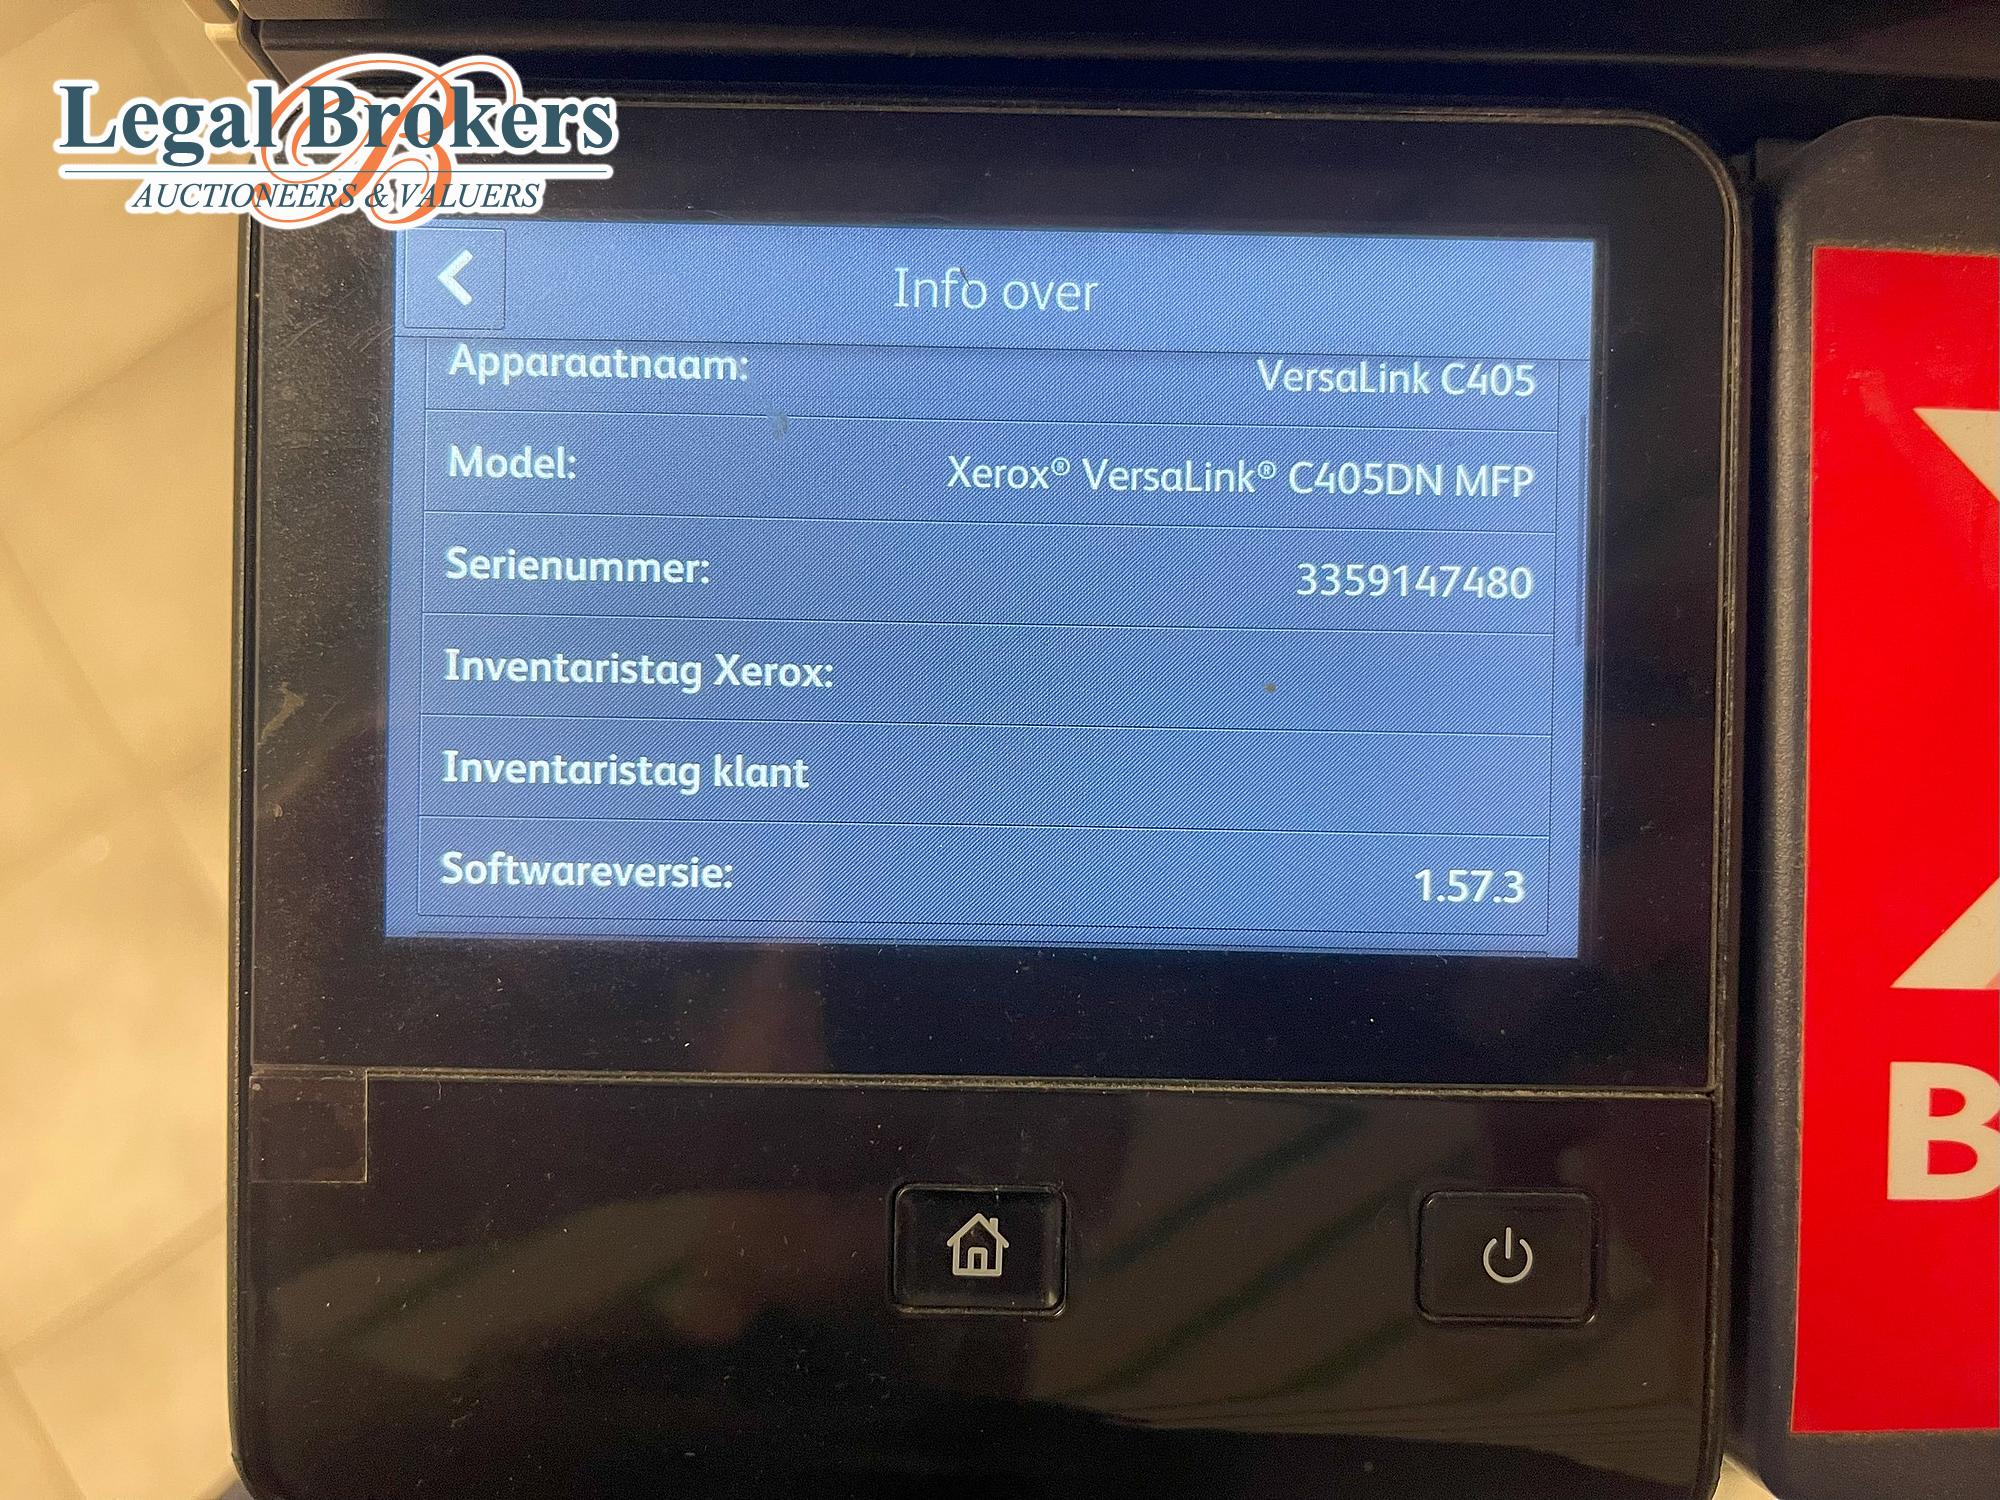 Legal Brokers
AUCTIONEERS & VALUERS
Info over
Apparaatnaam: VersaLink C405
Model: Xerox® VersaLink® C405DN MFP
Serienummer: 3359147480
Inventaristag Xerox:
Inventaristag klant
Softwareversie: 1.57.3
B